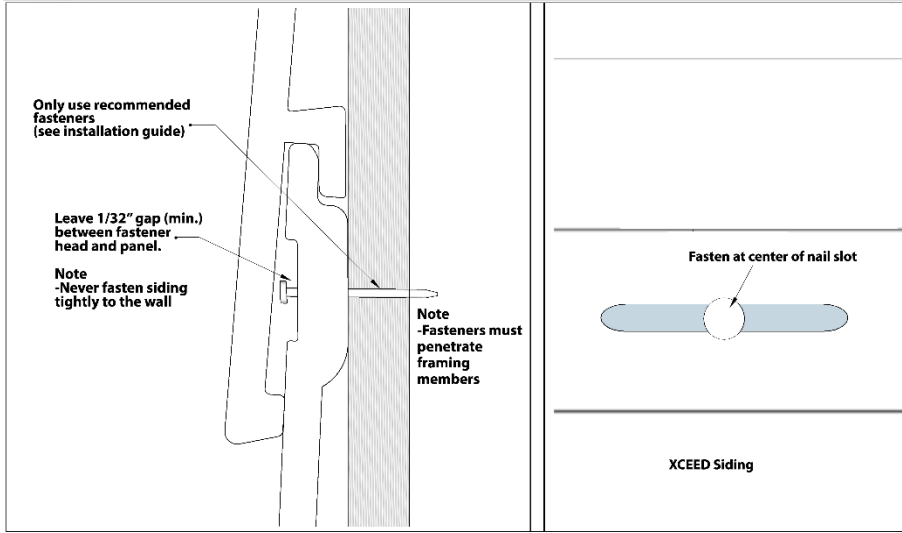 Only use recommended
fasteners
(see installation guide)
Leave 1/32" gap (min.)
between fastener
head and panel.
Note
-Never fasten siding
tightly to the wall
Note
-Fasteners must
penetrate
framing
members
Fasten at center of nail slot
XCEED Siding